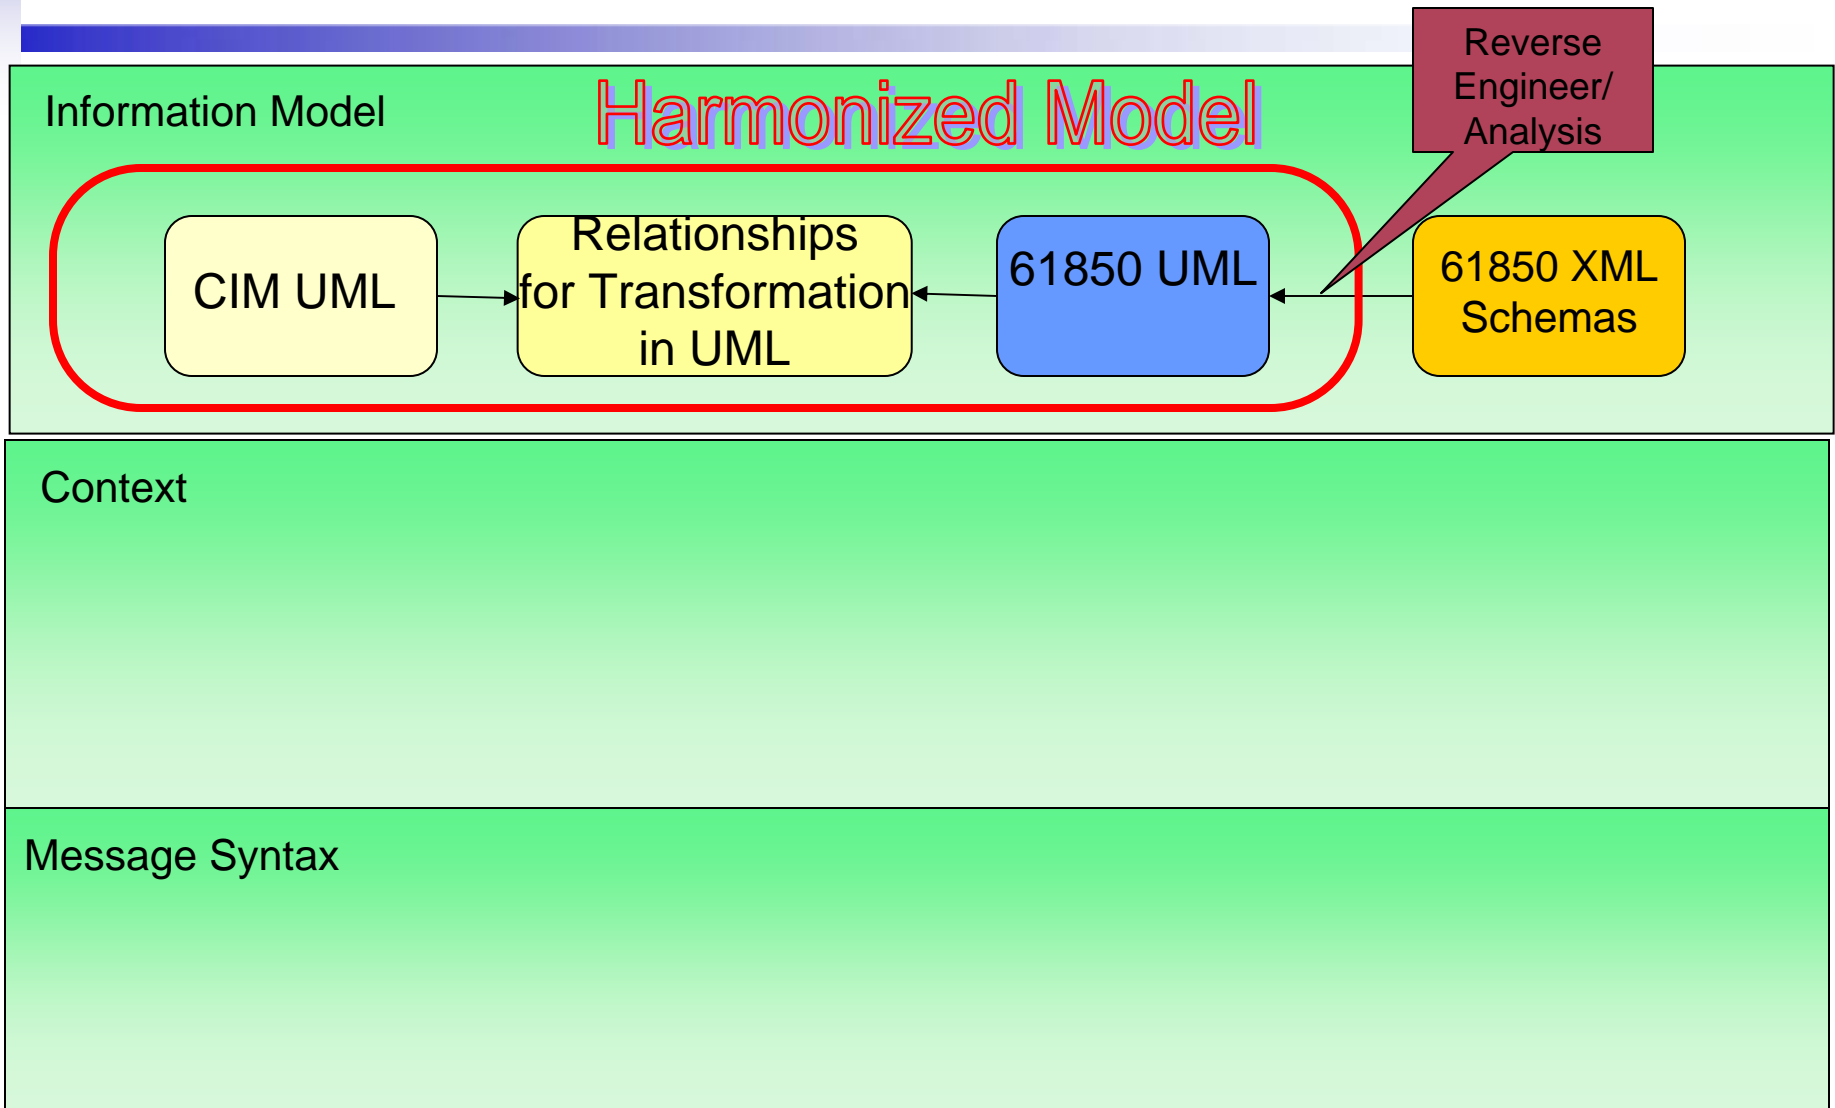 Reverse
Engineer/
Analysis
Information Model
Harmonized Model
CIM UML
Relationships
for Transformation
in UML
61850 UML
61850 XML
Schemas
Context
Message Syntax